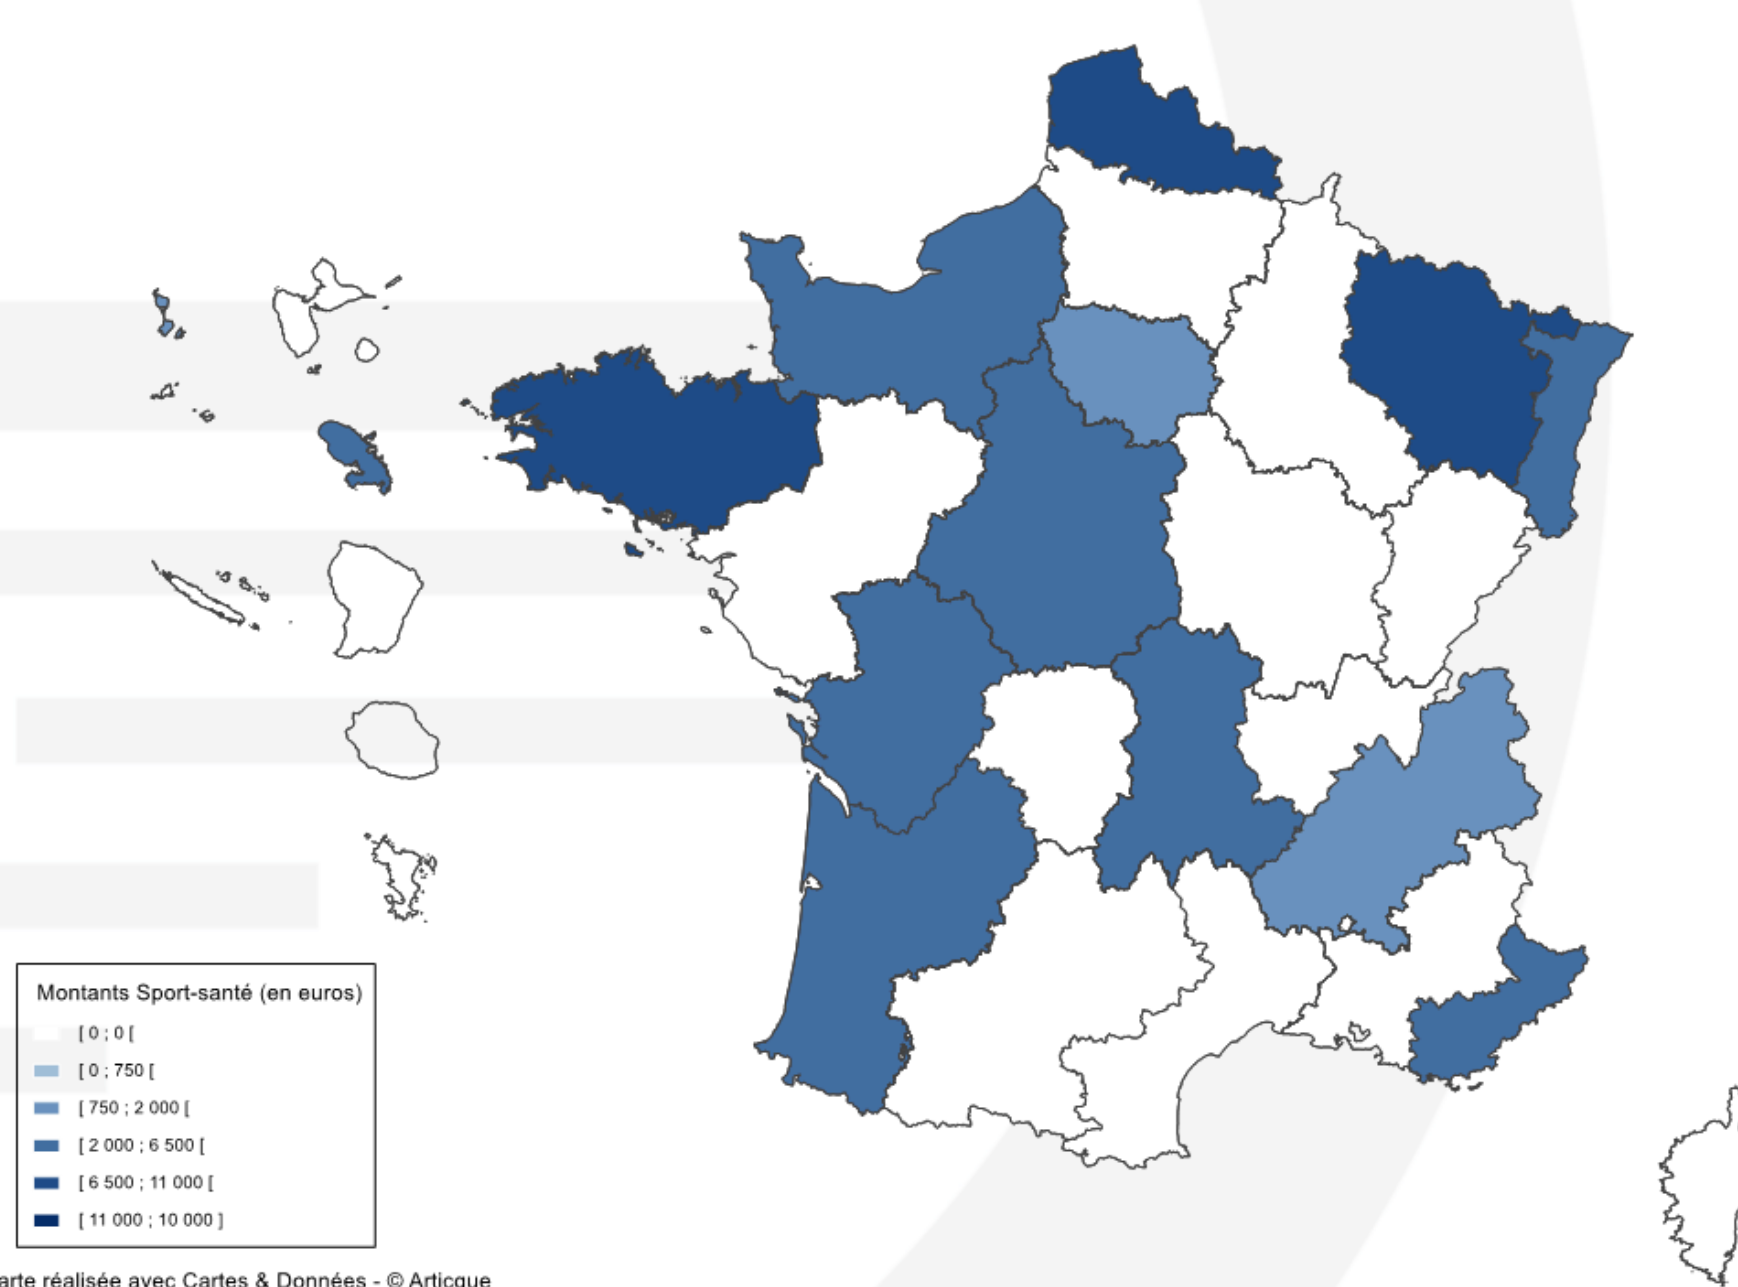 Montants Sport-santé (en euros)
[ 0 ; 0 [
[ 0 ; 750 [
[ 750 ; 2 000 [
[ 2 000 ; 6 500 [
[ 6 500 ; 11 000 [
[ 11 000 ; 10 000 ]
arte réalisée avec Cartes & Données - © Articque